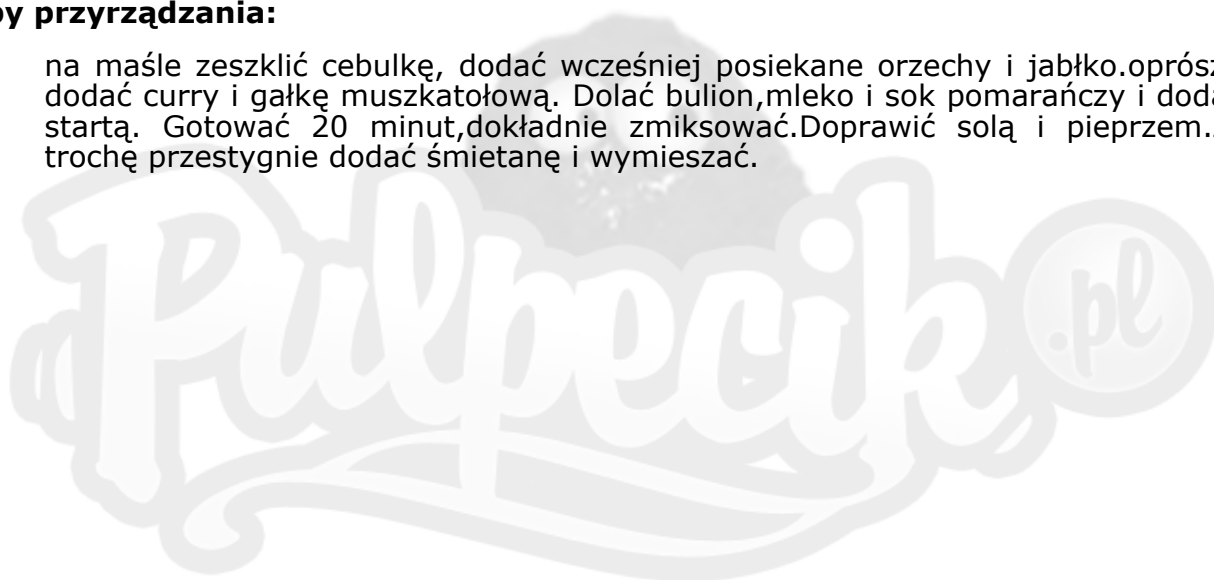 przyrządzania:
na maśle zeszklić cebulkę, dodać wcześniej posiekane orzechy i jabłko.oprósz
dodać curry i gałkę muszkatołową. Dolać bulion,mleko i sok pomarańczy i doda
startą. Gotować 20 minut,dokładnie zmiksować.Doprawić solą i pieprzem.
trochę przestygnie dodać śmietanę i wymieszać.
Pulpecik.pl